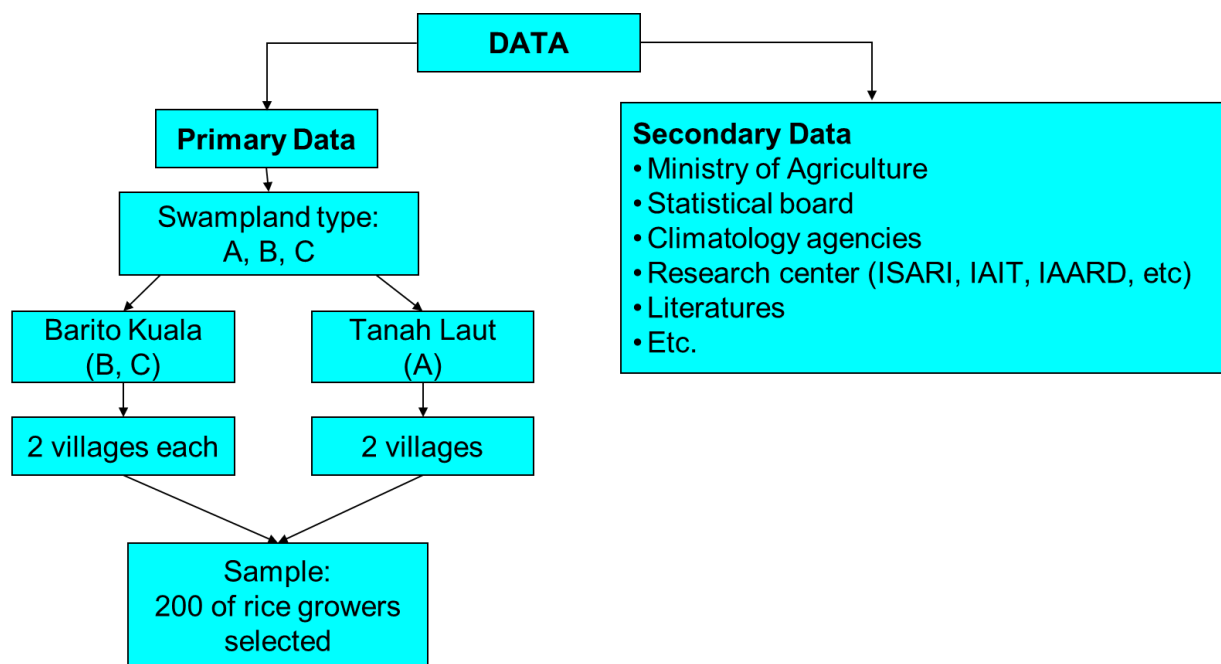 DATA
Primary Data
Swampland type:
A, B, C
Barito Kuala
(B, C)
Tanah Laut
(A)
2 villages each
2 villages
Sample:
200 of rice growers
selected
Secondary Data
• Ministry of Agriculture
• Statistical board
• Climatology agencies
• Research center (ISARI, IAIT, IAARD, etc)
• Literatures
• Etc.